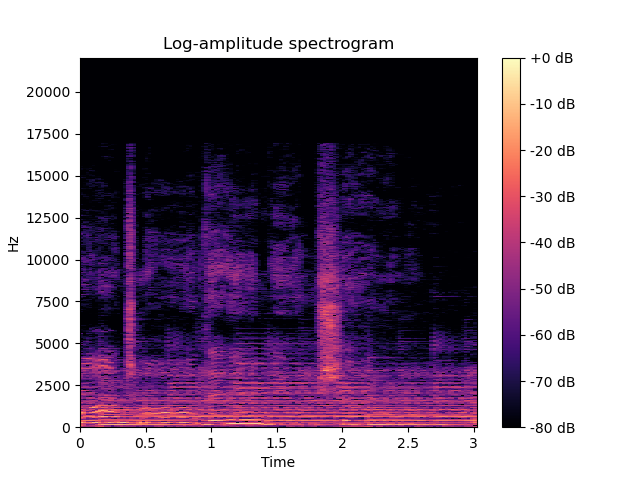 Log-amplitude spectrogram
Hz
20000
17500
15000
12500
10000
7500
5000
2500
0
0
0.5
1
1.5
2
2.5
3
Time
+0 dB
-10 dB
-20 dB
-30 dB
-40 dB
-50 dB
-60 dB
-70 dB
-80 dB